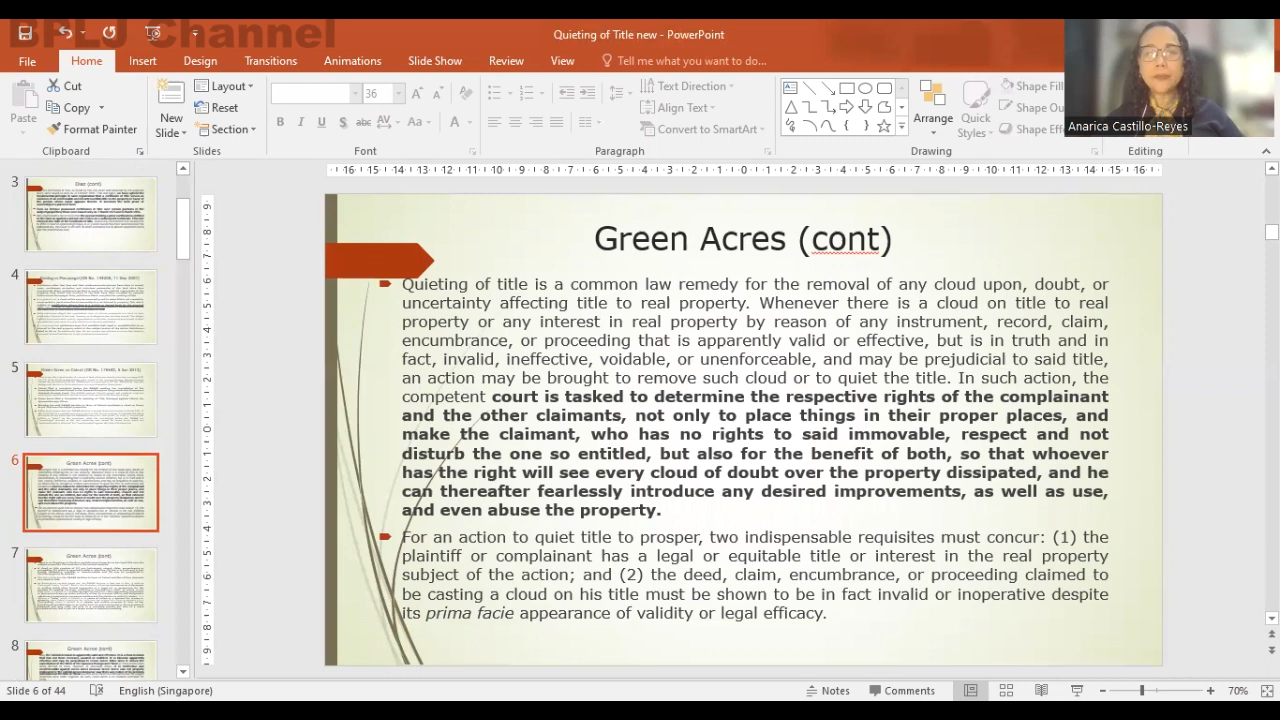 BPLJ Channel
Quieting of Title new - PowerPoint
File Home Insert Design Transitions Animations Slide Show Review View Tell me what you want to do...
Paste
Cut
Copy
Format Painter
Clipboard
New Slide
Layout
Reset
Section
Slides
36
B I U S abc AV Aa A
Font
Text Direction
Align Text
Convert to SmartArt
Paragraph
Arrange
Quick Styles
Shape Fill
Shape Ou
Shape Effe
Drawing
Editing
Anarica Castillo-Reyes
3
4
5
6
7
8
Green Acres (cont)
Quieting of title is a common law remedy for the removal of any cloud upon, doubt, or
uncertainty affecting title to real property. Whenever there is a cloud on title to real
property or any interest in real property by reason of any instrument, record, claim,
encumbrance, or proceeding that is apparently valid or effective, but is in truth and in
fact, invalid, ineffective, voidable, or unenforceable, and may be prejudicial to said title,
an action may be brought to remove such cloud or to quiet the title. In such action, the
competent court is tasked to determine the respective rights of the complainant
and the other claimants, not only to place things in their proper places, and
make the claimant, who has no rights to said immovable, respect and not
disturb the one so entitled, but also for the benefit of both, so that whoever
has the right will see every cloud of doubt over the property dissipated, and he
can thereafter fearlessly introduce any desired improvements, as well as use,
and even abuse the property.
For an action to quiet title to prosper, two indispensable requisites must concur: (1) the
plaintiff or complainant has a legal or equitable title or interest in the real property
subject of the action; and (2) the deed, claim, encumbrance, or proceeding claimed to
be casting a cloud on his title must be shown to be in fact invalid or inoperative despite
its prima facie appearance of validity or legal efficacy.
Slide 6 of 44 English (Singapore) Notes Comments 70%